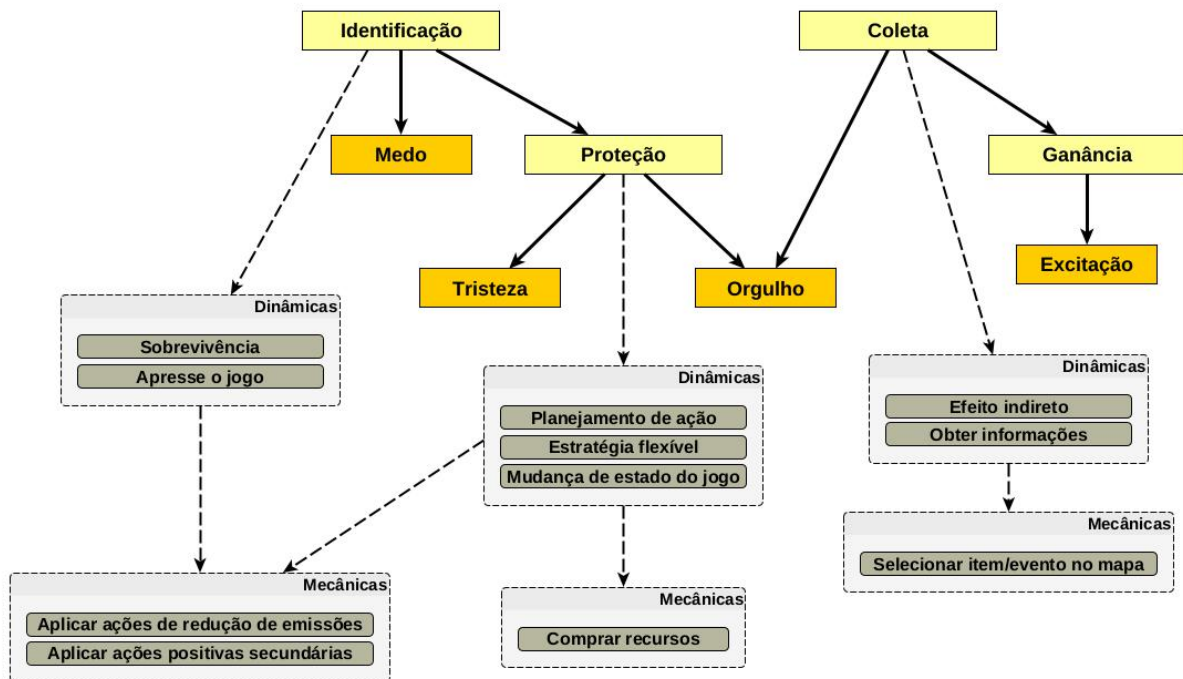 Identificação
Coleta
Medo
Proteção
Ganância
Tristeza
Orgulho
Excitação
Dinâmicas
Sobrevivência
Apresse o jogo
Dinâmicas
Planejamento de ação
Estratégia flexível
Mudança de estado do jogo
Dinâmicas
Efeito indireto
Obter informações
Mecânicas
Selecionar item/evento no mapa
Mecânicas
Aplicar ações de redução de emissões
Aplicar ações positivas secundárias
Mecânicas
Comprar recursos